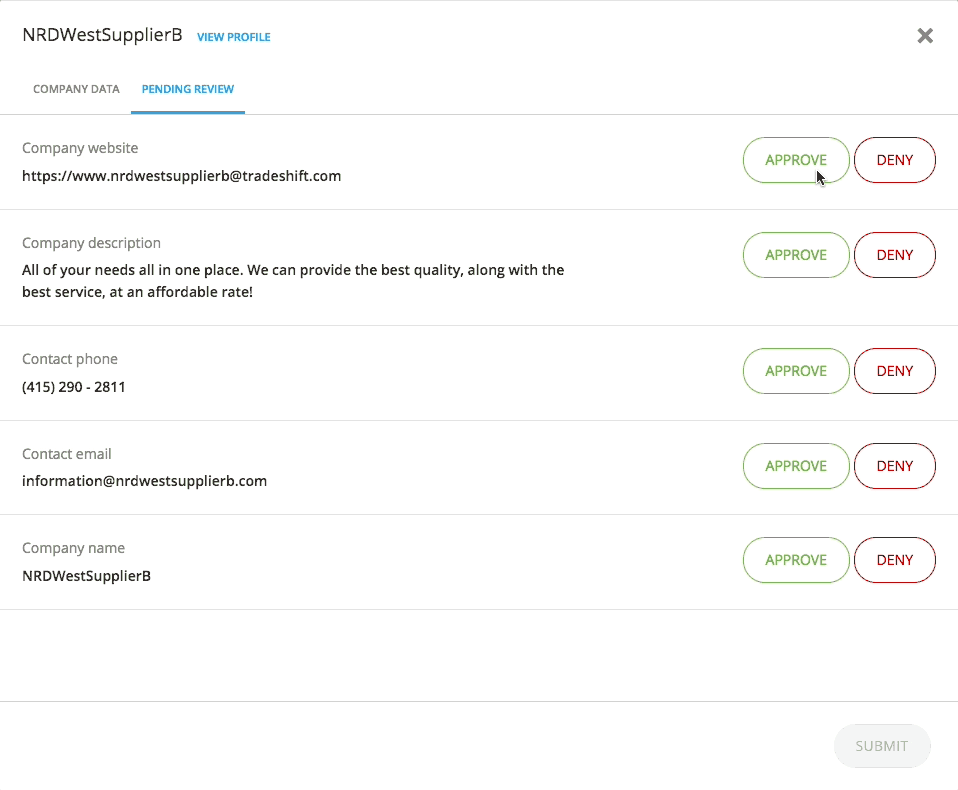 NRDWestSupplierB VIEW PROFILE
COMPANY DATA PENDING REVIEW
Company website
https://www.nrdwestsupplierb@tradeshift.com
APPROVE DENY
Company description
All of your needs all in one place. We can provide the best quality, along with the
best service, at an affordable rate!
APPROVE DENY
Contact phone
(415) 290 - 2811
APPROVE DENY
Contact email
information@nrdwestsupplierb.com
APPROVE DENY
Company name
NRDWestSupplierB
APPROVE DENY
SUBMIT